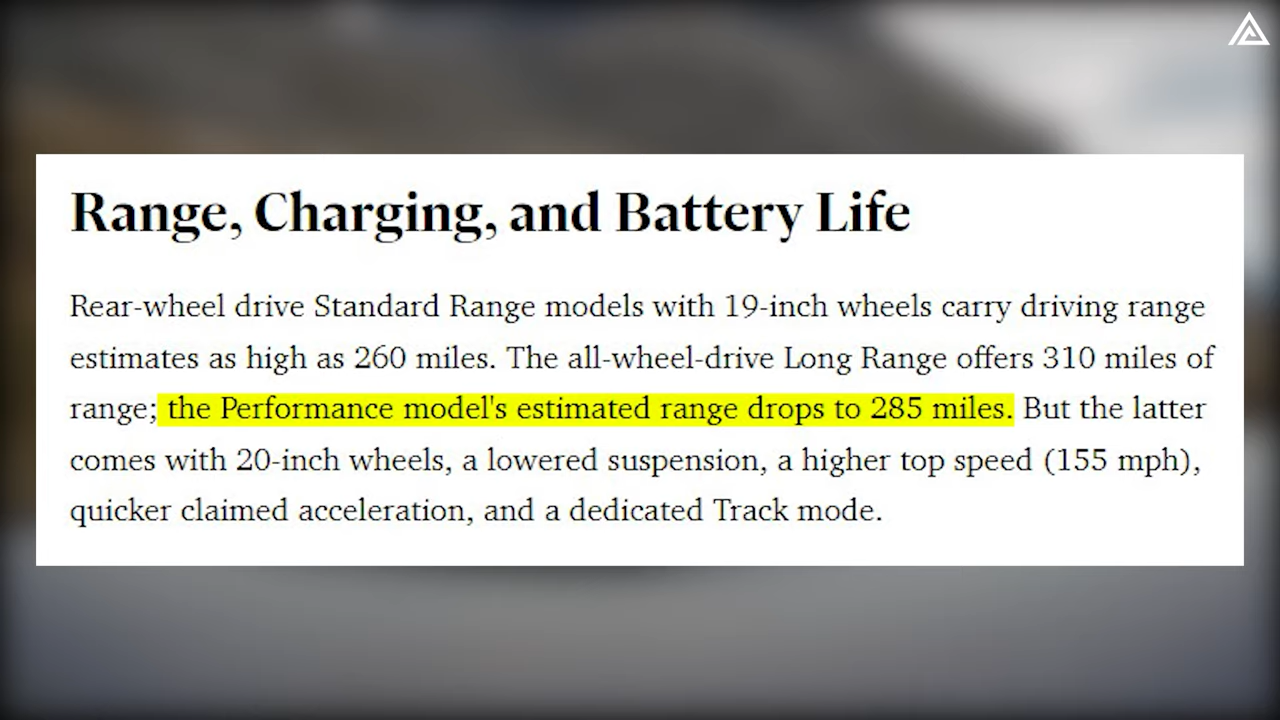 Range, Charging, and Battery Life
Rear-wheel drive Standard Range models with 19-inch wheels carry driving range
estimates as high as 260 miles. The all-wheel-drive Long Range offers 310 miles of
range; the Performance model's estimated range drops to 285 miles. But the latter
comes with 20-inch wheels, a lowered suspension, a higher top speed (155 mph),
quicker claimed acceleration, and a dedicated Track mode.